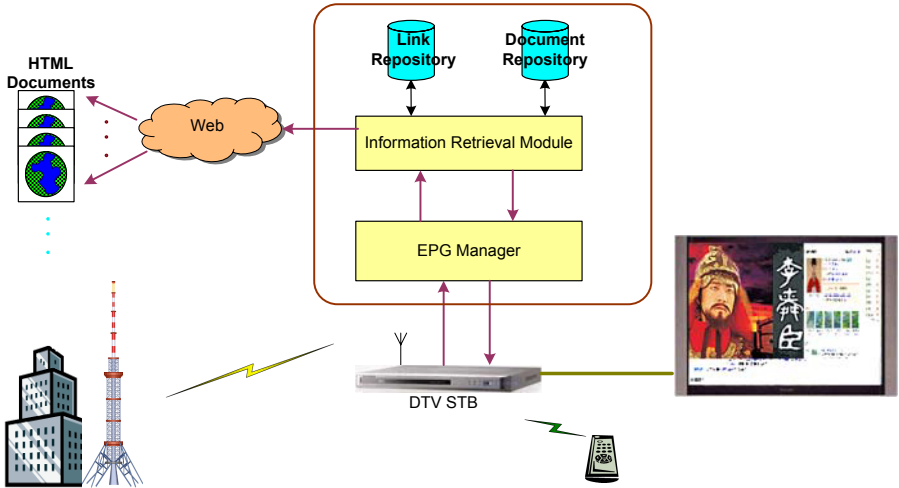 Link
Repository
Document
Repository
HTML
Documents
Web
Information Retrieval Module
EPG Manager
李舜臣
DTV STB